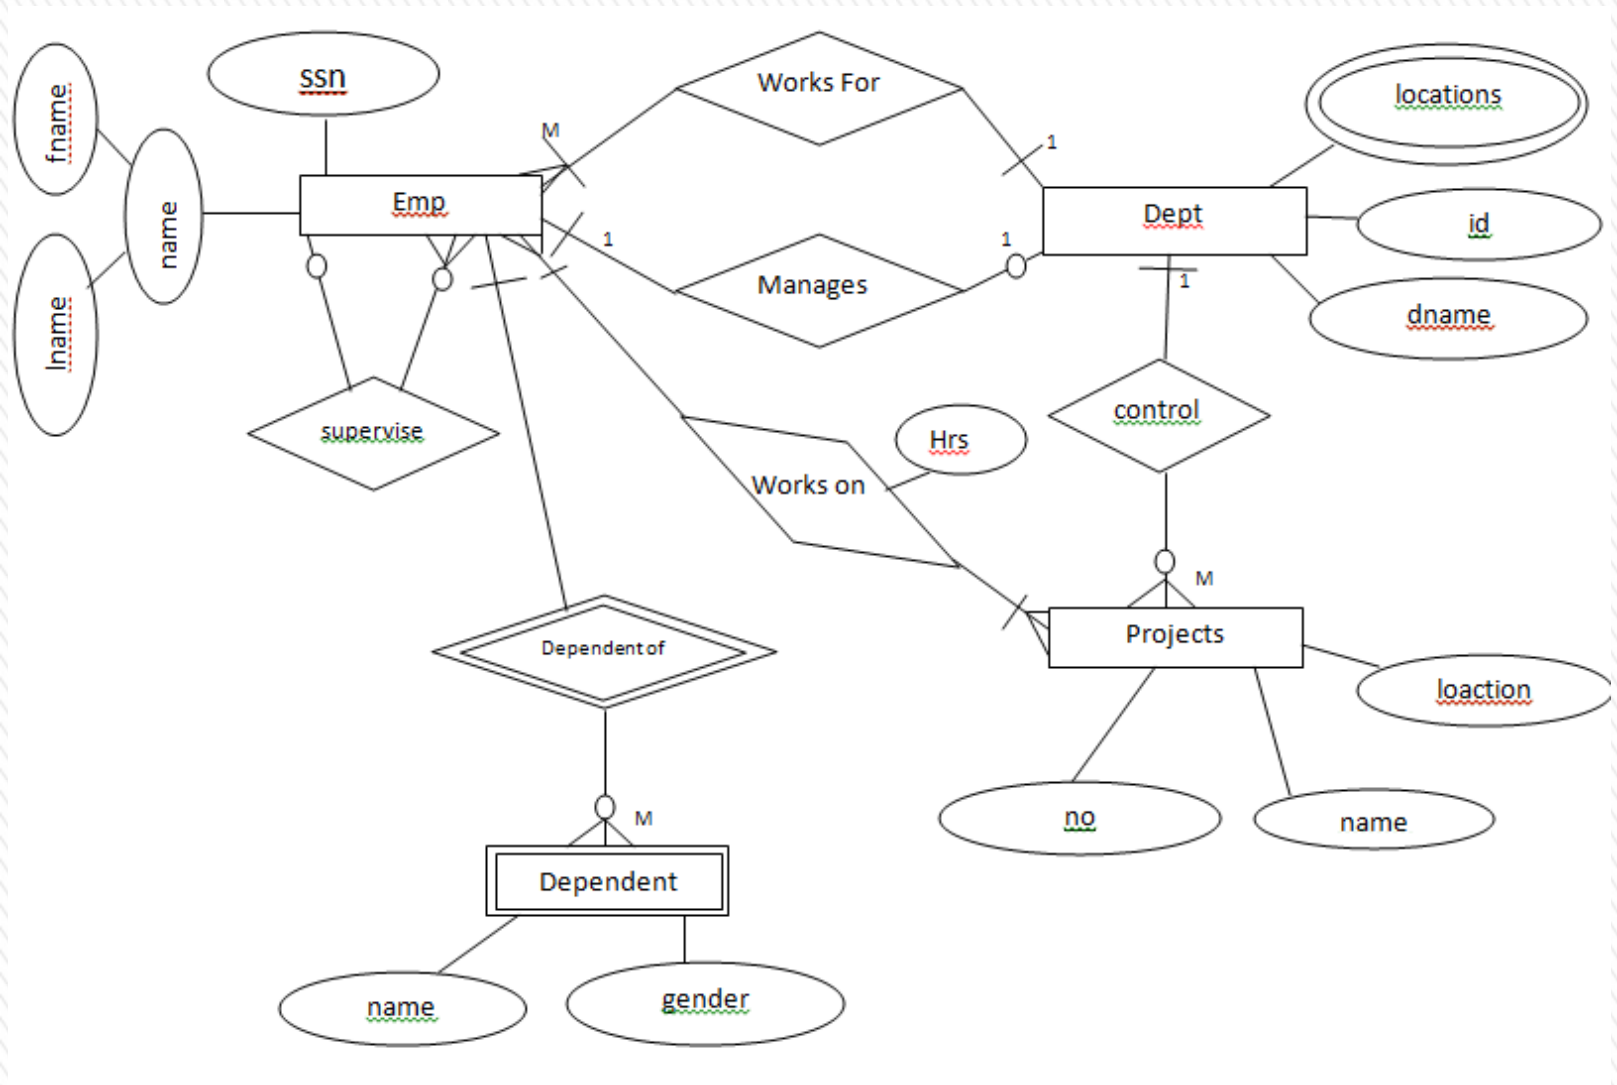 ssn
Works For
locations
fname
M
1
name
Emp
Dept
id
1
1
lname
Manages
1
dname
supervise
control
Hrs
Works on
M
Projects
Dependent of
loaction
no
name
M
Dependent
name
gender